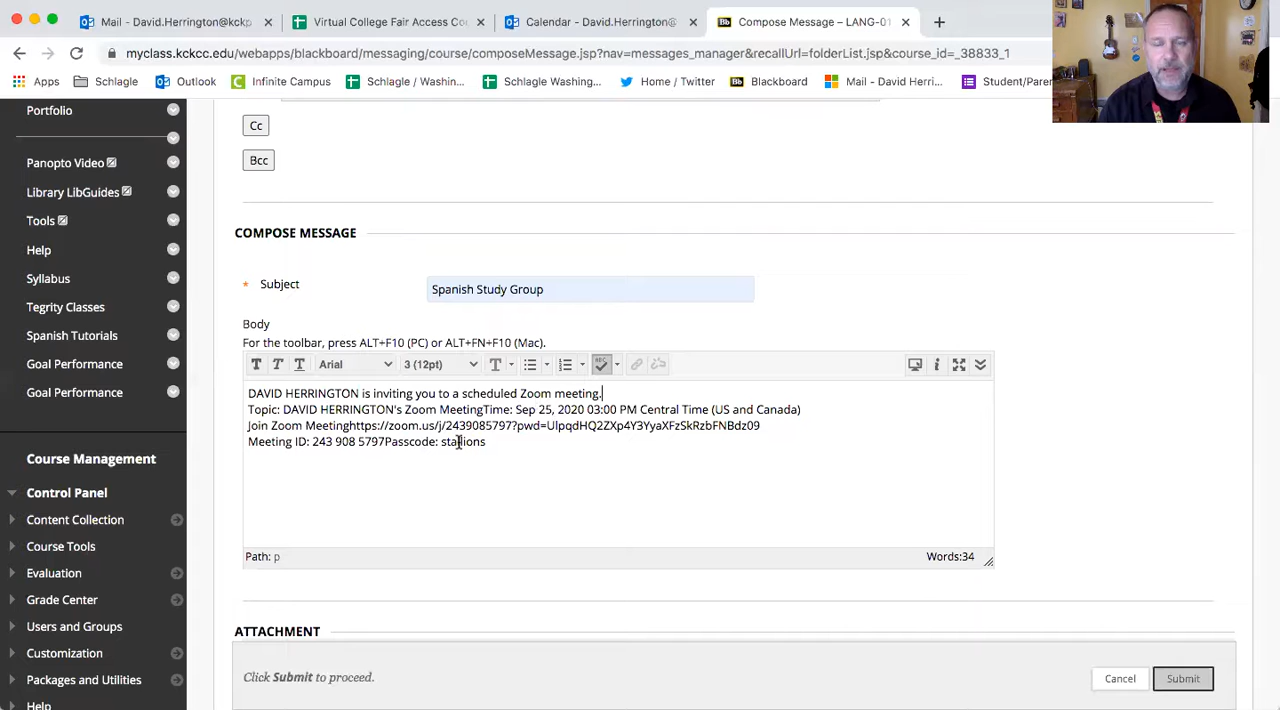 Mail - David.Herrington@kckp
Virtual College Fair Access Co
Calendar - David.Herrington@
Bb Compose Message – LANG-01
myclass.kckcc.edu/webapps/blackboard/messaging/course/composeMessage.jsp?nav=messages_manager&recallUrl=folderList.jsp&course_id=_38833_1
Apps
Schlagle
Outlook
Infinite Campus
Schlagle / Washin...
Schlagle Washing...
Home / Twitter
Bb Blackboard
Mail - David Herri...
Student/Paren
Portfolio
Panopto Video
Library LibGuides
Tools
Help
Syllabus
Tegrity Classes
Spanish Tutorials
Goal Performance
Goal Performance
Course Management
Control Panel
Content Collection
Course Tools
Evaluation
Grade Center
Users and Groups
Customization
Packages and Utilities
Help
Cc
Bcc
COMPOSE MESSAGE
* Subject
Spanish Study Group
Body
For the toolbar, press ALT+F10 (PC) or ALT+FN+F10 (Mac).
T T T Arial 3 (12pt) T ABC
DAVID HERRINGTON is inviting you to a scheduled Zoom meeting.
Topic: DAVID HERRINGTON's Zoom MeetingTime: Sep 25, 2020 03:00 PM Central Time (US and Canada)
Join Zoom Meetinghttps://zoom.us/j/2439085797?pwd=UlpqdHQ2ZXp4Y3YyaXFzSkRzbFNBdz09
Meeting ID: 243 908 5797Passcode: stallions
Path: p
Words:34
ATTACHMENT
Click Submit to proceed.
Cancel
Submit